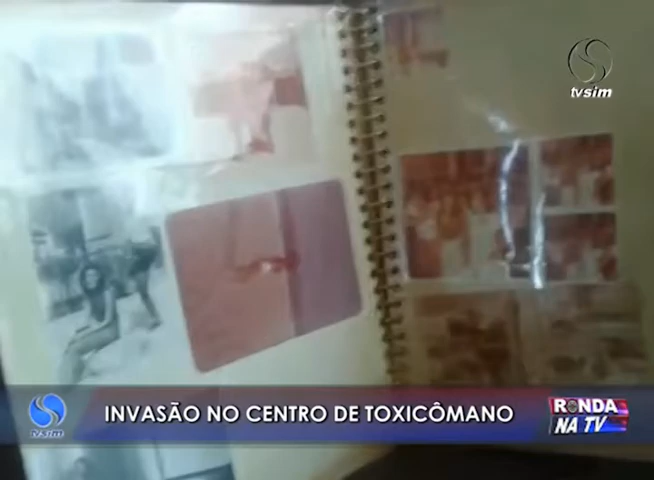 tvsim
tvsim
INVASÃO NO CENTRO DE TOXICÔMANO
RONDA
NA TV